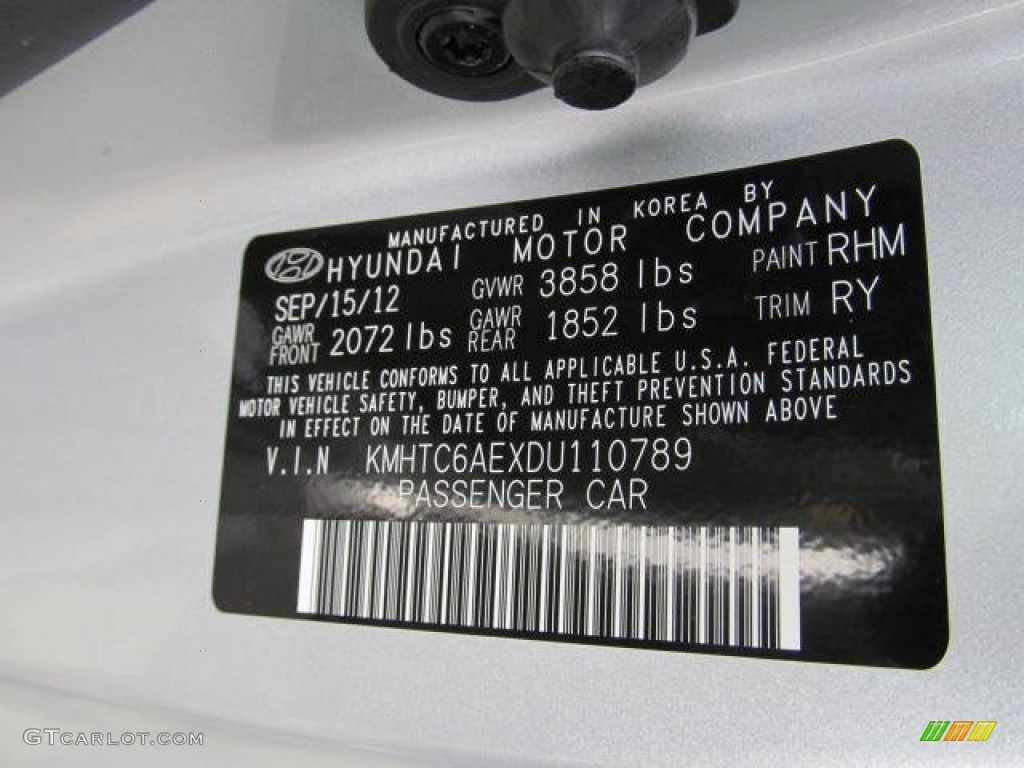 MANUFACTURED IN KOREA BY
HYUNDAI MOTOR COMPANY
SEP/15/12 GVWR 3858 lbs PAINT RHM
GAWR FRONT 2072 lbs GAWR REAR 1852 lbs TRIM RY
THIS VEHICLE CONFORMS TO ALL APPLICABLE U.S.A. FEDERAL
MOTOR VEHICLE SAFETY, BUMPER, AND THEFT PREVENTION STANDARDS
IN EFFECT ON THE DATE OF MANUFACTURE SHOWN ABOVE
V.I.N KMHTC6AEXDU110789
PASSENGER CAR
GTCARLOT.COM